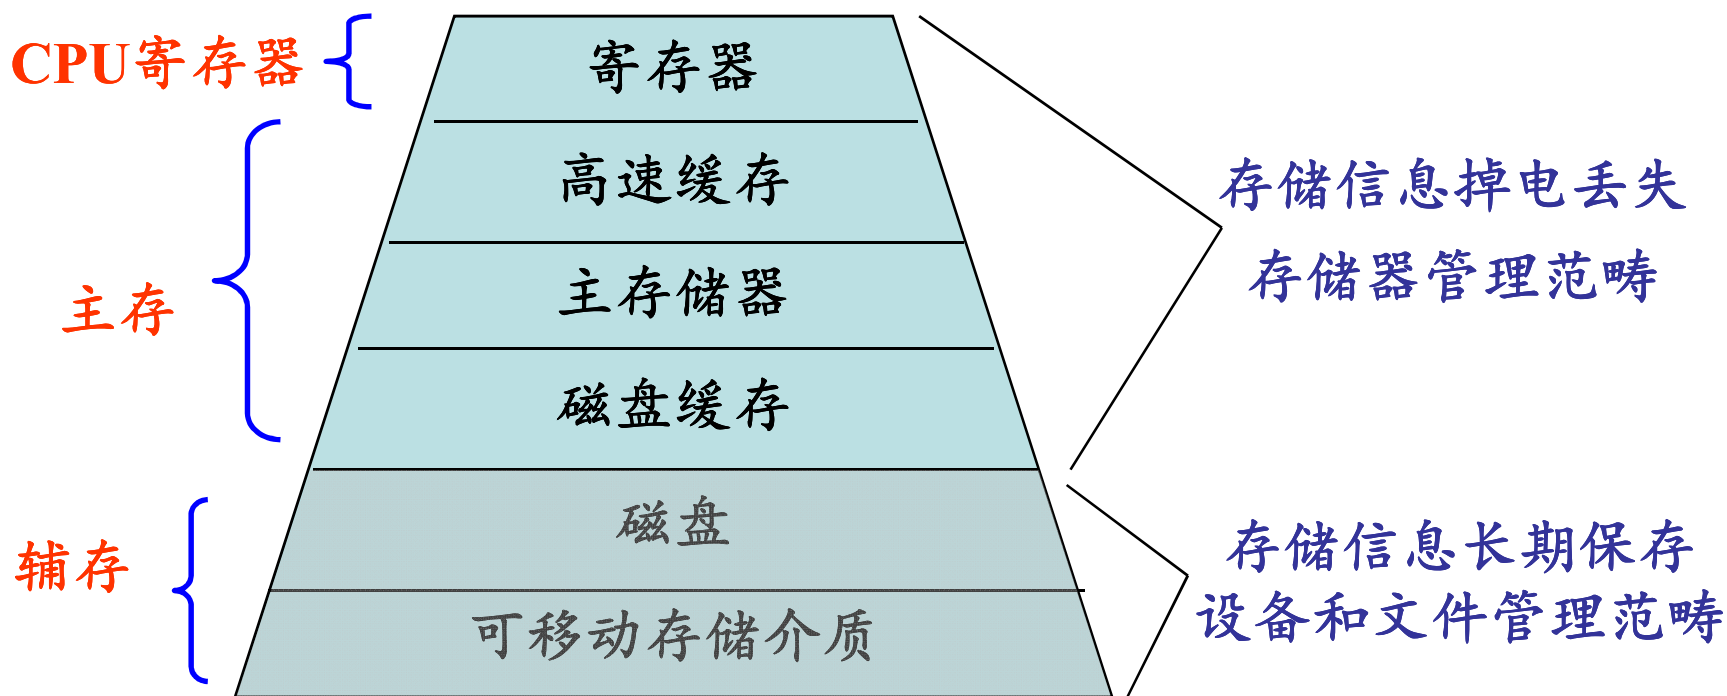 CPU寄存器
寄存器
高速缓存
主存
主存储器
磁盘缓存
存储信息掉电丢失
存储器管理范畴
辅存
磁盘
可移动存储介质
存储信息长期保存
设备和文件管理范畴